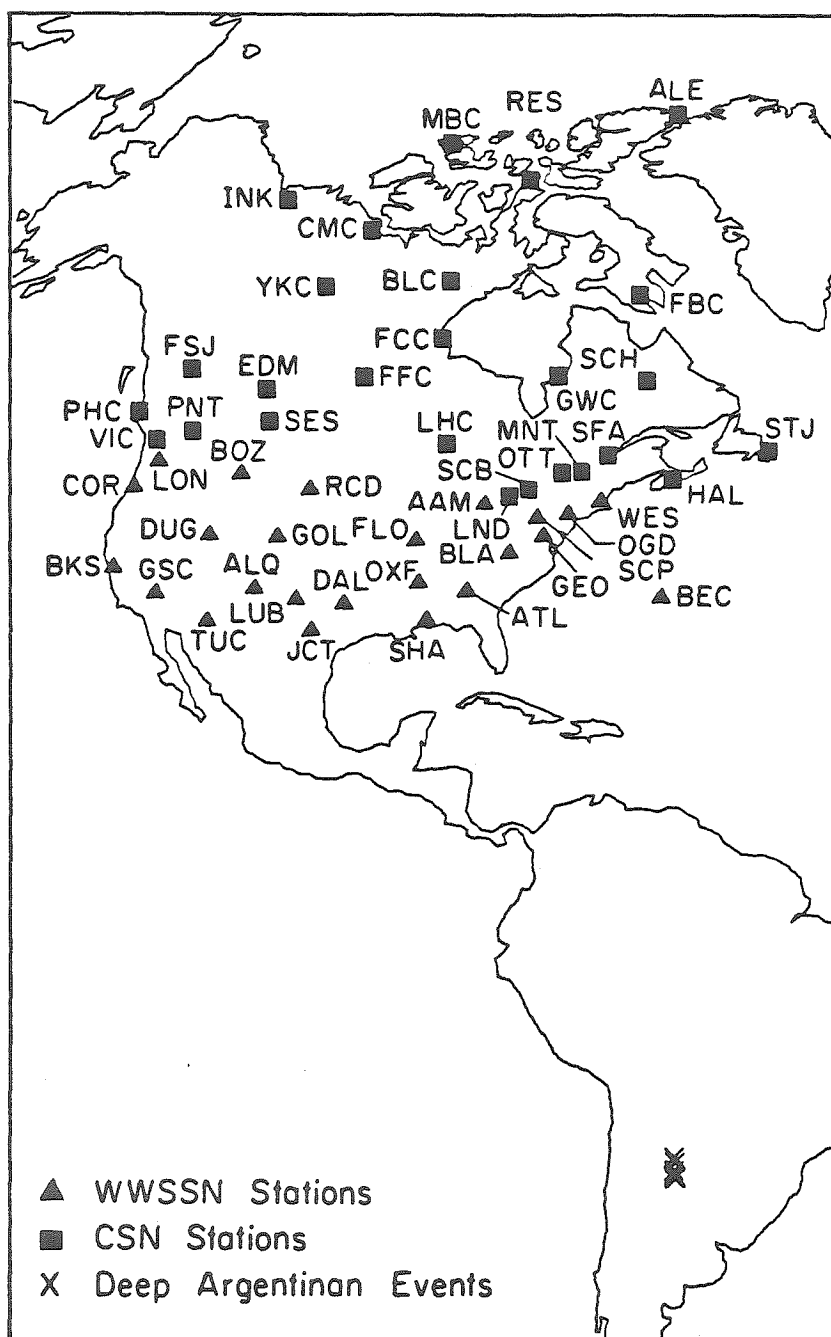 ALE
RES
MBC
INK
CMC
YKC
BLC
FBC
FCC
FSJ
EDM
FFC
SCH
GWC
PHC
PNT
SES
LHC
MNT
SFA
STJ
VIC
BOZ
SCB
OTT
COR
LON
RCD
AAM
HAL
LND
WES
DUG
GOL
FLO
BLA
OGD
BKS
GSC
ALQ
DAL
OXF
GEO
SCP
BEC
LUB
ATL
TUC
JCT
SHA
WWSSN Stations
CSN Stations
X Deep Argentinan Events